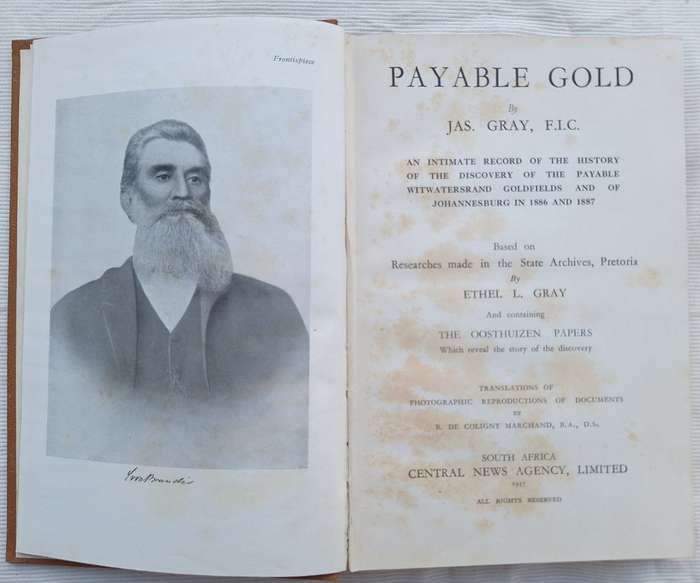 Frontispiece
PAYABLE GOLD
By
JAS. GRAY, F.I.C.
AN INTIMATE RECORD OF THE HISTORY
OF THE DISCOVERY OF THE PAYABLE
WITWATERSRAND GOLDFIELDS AND OF
JOHANNESBURG IN 1886 AND 1887
Based on
Researches made in the State Archives, Pretoria
By
ETHEL L. GRAY
And containing
THE OOSTHUIZEN PAPERS
Which reveal the story of the discovery
TRANSLATIONS OF
PHOTOGRAPHIC REPRODUCTIONS OF DOCUMENTS
BY
R. DE COLIGNY MARCHAND, B.A., D.S.
SOUTH AFRICA
CENTRAL NEWS AGENCY, LIMITED
1937
ALL RIGHTS RESERVED